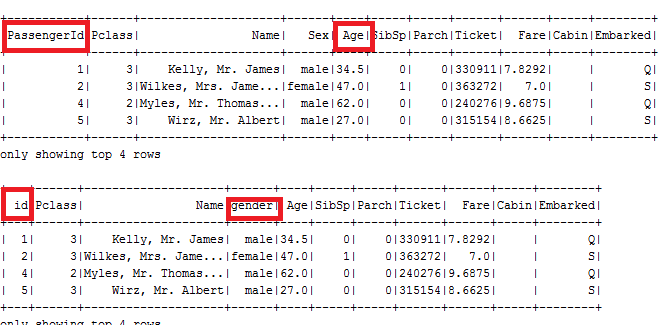 +-----------+------+--------------------+------+----+-----+-----+------+------+-----+--------+
|PassengerId|Pclass|                Name|   Sex| Age|SibSp|Parch|Ticket|  Fare|Cabin|Embarked|
+-----------+------+--------------------+------+----+-----+-----+------+------+-----+--------+
|          1|     3|    Kelly, Mr. James|  male|34.5|    0|    0|330911|7.8292|     |       Q|
|          2|     3|Wilkes, Mrs. Jame...|female|47.0|    1|    0|363272|   7.0|     |       S|
|          4|     2|Myles, Mr. Thomas...|  male|62.0|    0|    0|240276|9.6875|     |       Q|
|          5|     3|    Wirz, Mr. Albert|  male|27.0|    0|    0|315154|8.6625|     |       S|
+-----------+------+--------------------+------+----+-----+-----+------+------+-----+--------+
only showing top 4 rows
+---+------+--------------------+------+----+-----+-----+------+------+-----+--------+
| id|Pclass|                Name|gender| Age|SibSp|Parch|Ticket|  Fare|Cabin|Embarked|
+---+------+--------------------+------+----+-----+-----+------+------+-----+--------+
|  1|     3|    Kelly, Mr. James|  male|34.5|    0|    0|330911|7.8292|     |       Q|
|  2|     3|Wilkes, Mrs. Jame...|female|47.0|    1|    0|363272|   7.0|     |       S|
|  4|     2|Myles, Mr. Thomas...|  male|62.0|    0|    0|240276|9.6875|     |       Q|
|  5|     3|    Wirz, Mr. Albert|  male|27.0|    0|    0|315154|8.6625|     |       S|
+---+------+--------------------+------+----+-----+-----+------+------+-----+--------+
only showing top 4 rows